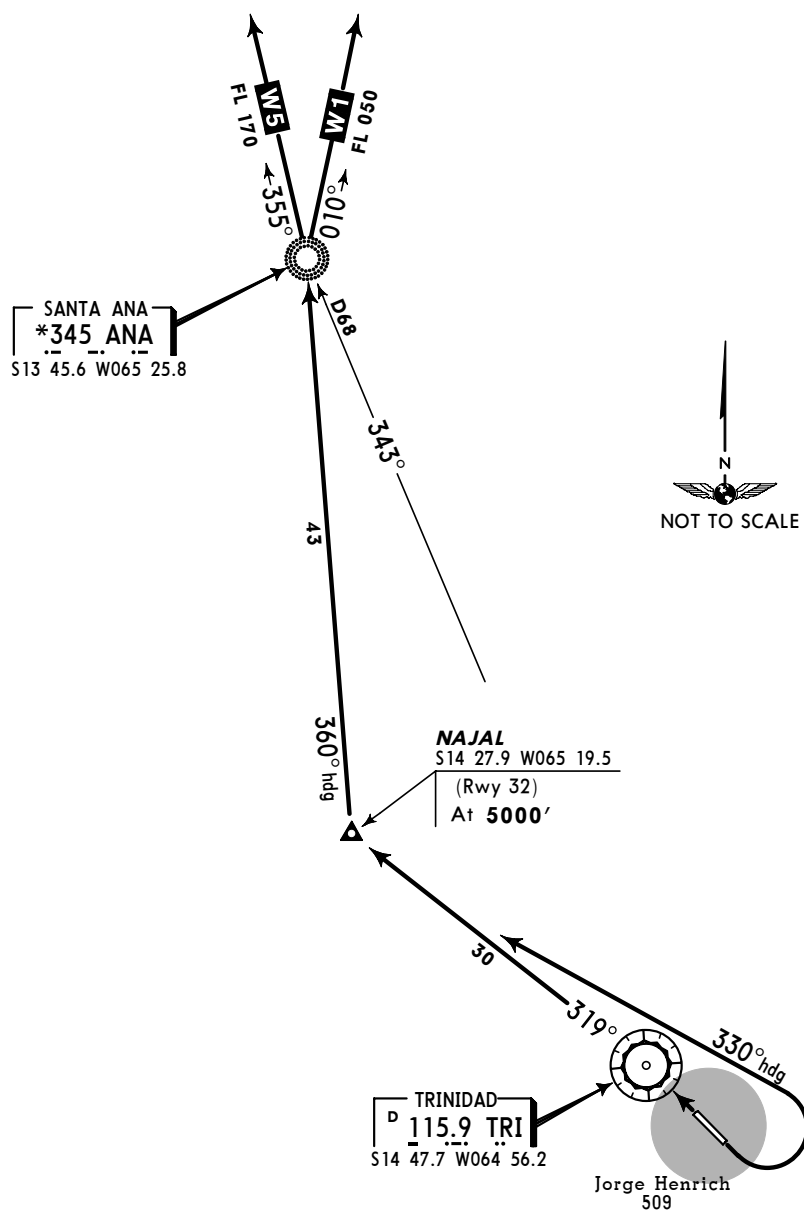 W5
FL 170
W1
FL 050
355°
010°
SANTA ANA
*345 ANA
S13 45.6 W065 25.8
D68
343°
N
NOT TO SCALE
43
360° hdg
NAJAL
S14 27.9 W065 19.5
(Rwy 32)
At 5000'
30
319°
330° hdg
TRINIDAD
D 115.9 TRI
S14 47.7 W064 56.2
Jorge Henrich
509